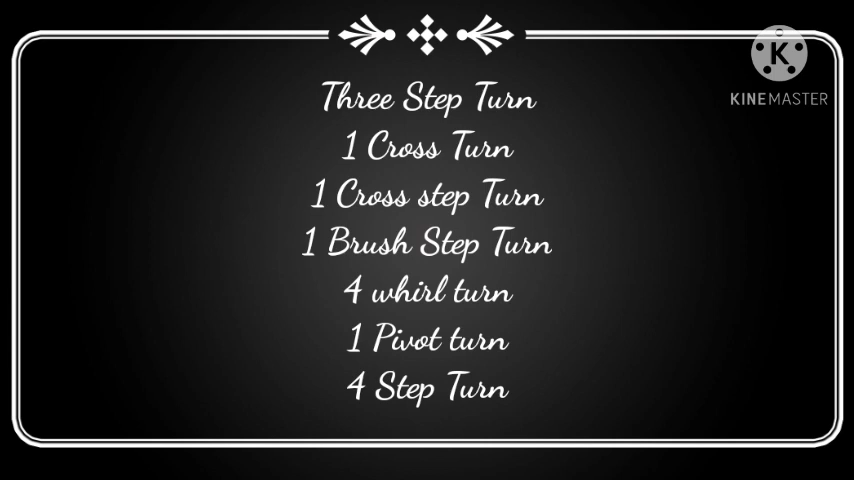 K
KINEMASTER
Three Step Turn
1 Cross Turn
1 Cross step Turn
1 Brush Step Turn
4 whirl turn
1 Pivot turn
4 Step Turn